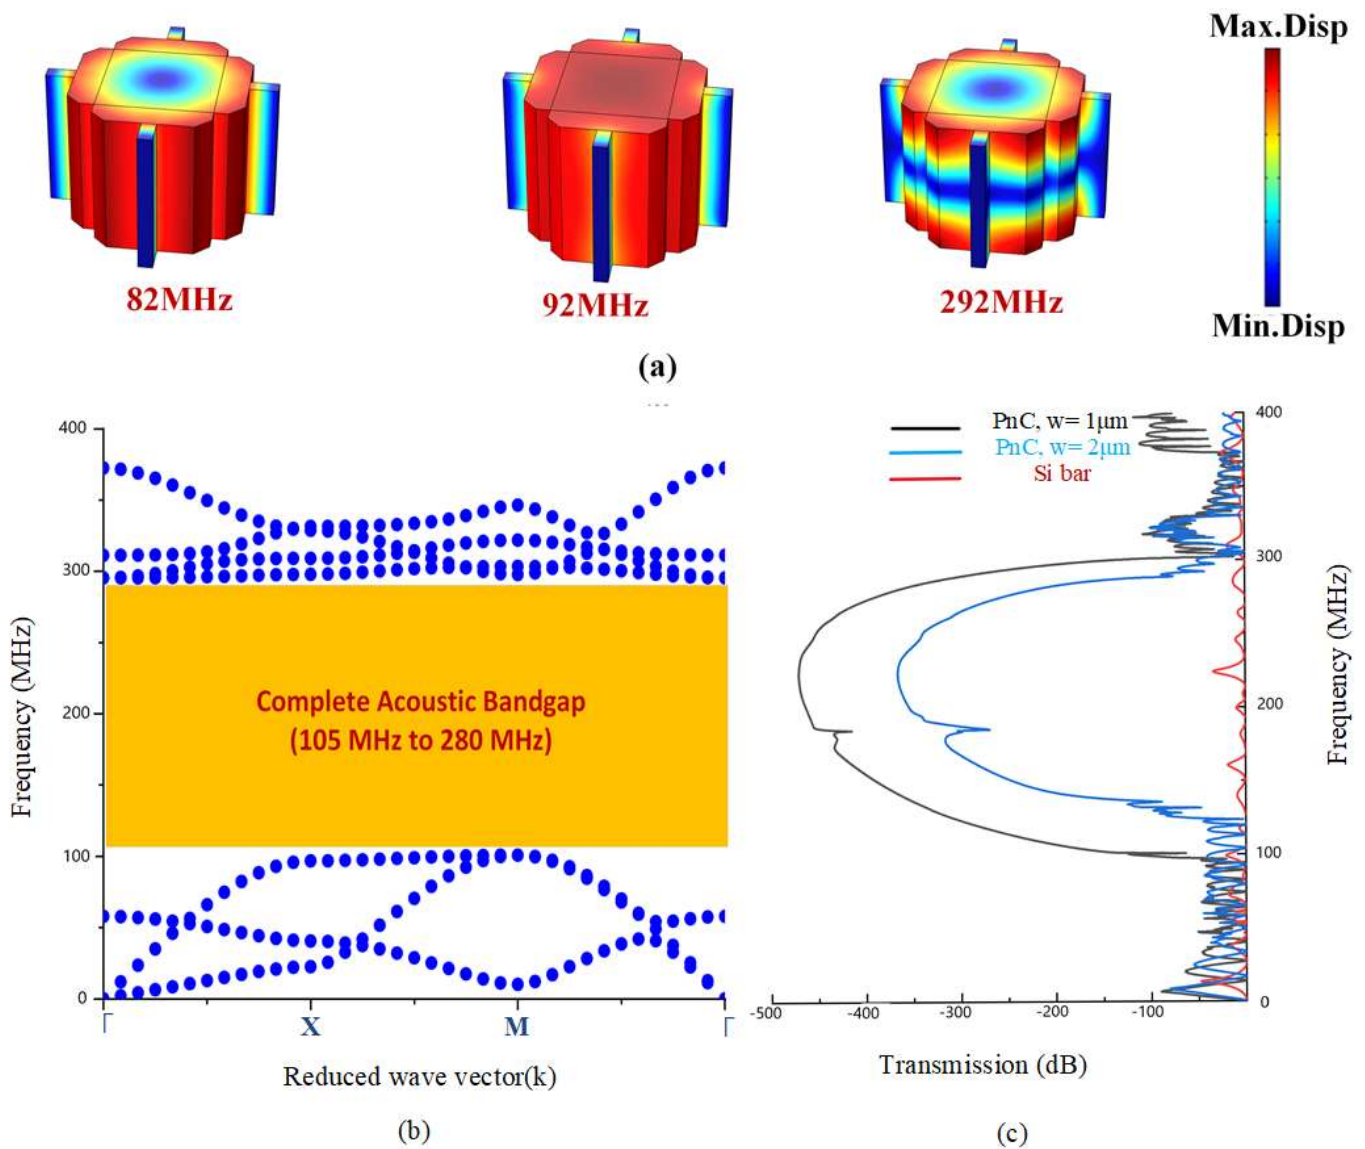 Max.Disp
Min.Disp
82MHz
92MHz
292MHz
(a)
...
400
300
200
100
0
Frequency (MHz)
Complete Acoustic Bandgap
(105 MHz to 280 MHz)
Γ
X
M
Γ
Reduced wave vector(k)
(b)
PnC, w= 1μm
PnC, w= 2μm
Si bar
400
300
200
100
0
Frequency (MHz)
-500
-400
-300
-200
-100
Transmission (dB)
(c)